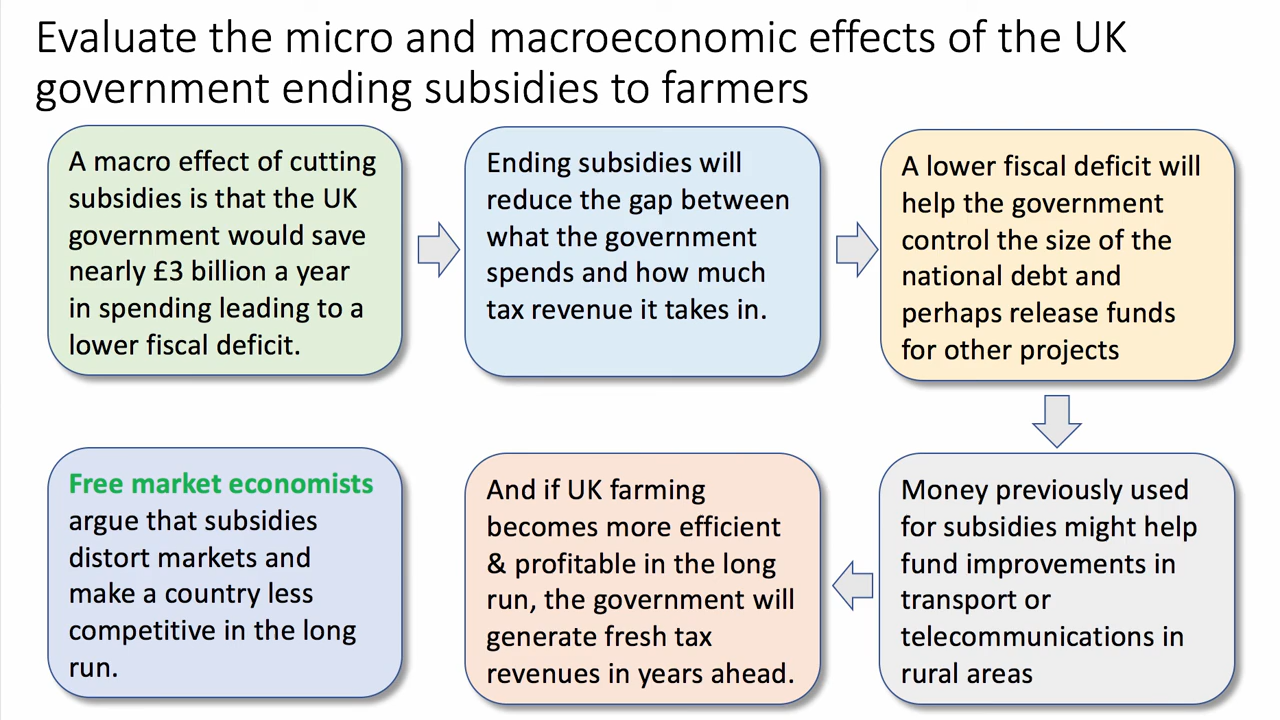 Evaluate the micro and macroeconomic effects of the UK
government ending subsidies to farmers
A macro effect of cutting
subsidies is that the UK
government would save
nearly £3 billion a year
in spending leading to a
lower fiscal deficit.
Ending subsidies will
reduce the gap between
what the government
spends and how much
tax revenue it takes in.
A lower fiscal deficit will
help the government
control the size of the
national debt and
perhaps release funds
for other projects
Money previously used
for subsidies might help
fund improvements in
transport or
telecommunications in
rural areas
And if UK farming
becomes more efficient
& profitable in the long
run, the government will
generate fresh tax
revenues in years ahead.
Free market economists
argue that subsidies
distort markets and
make a country less
competitive in the long
run.